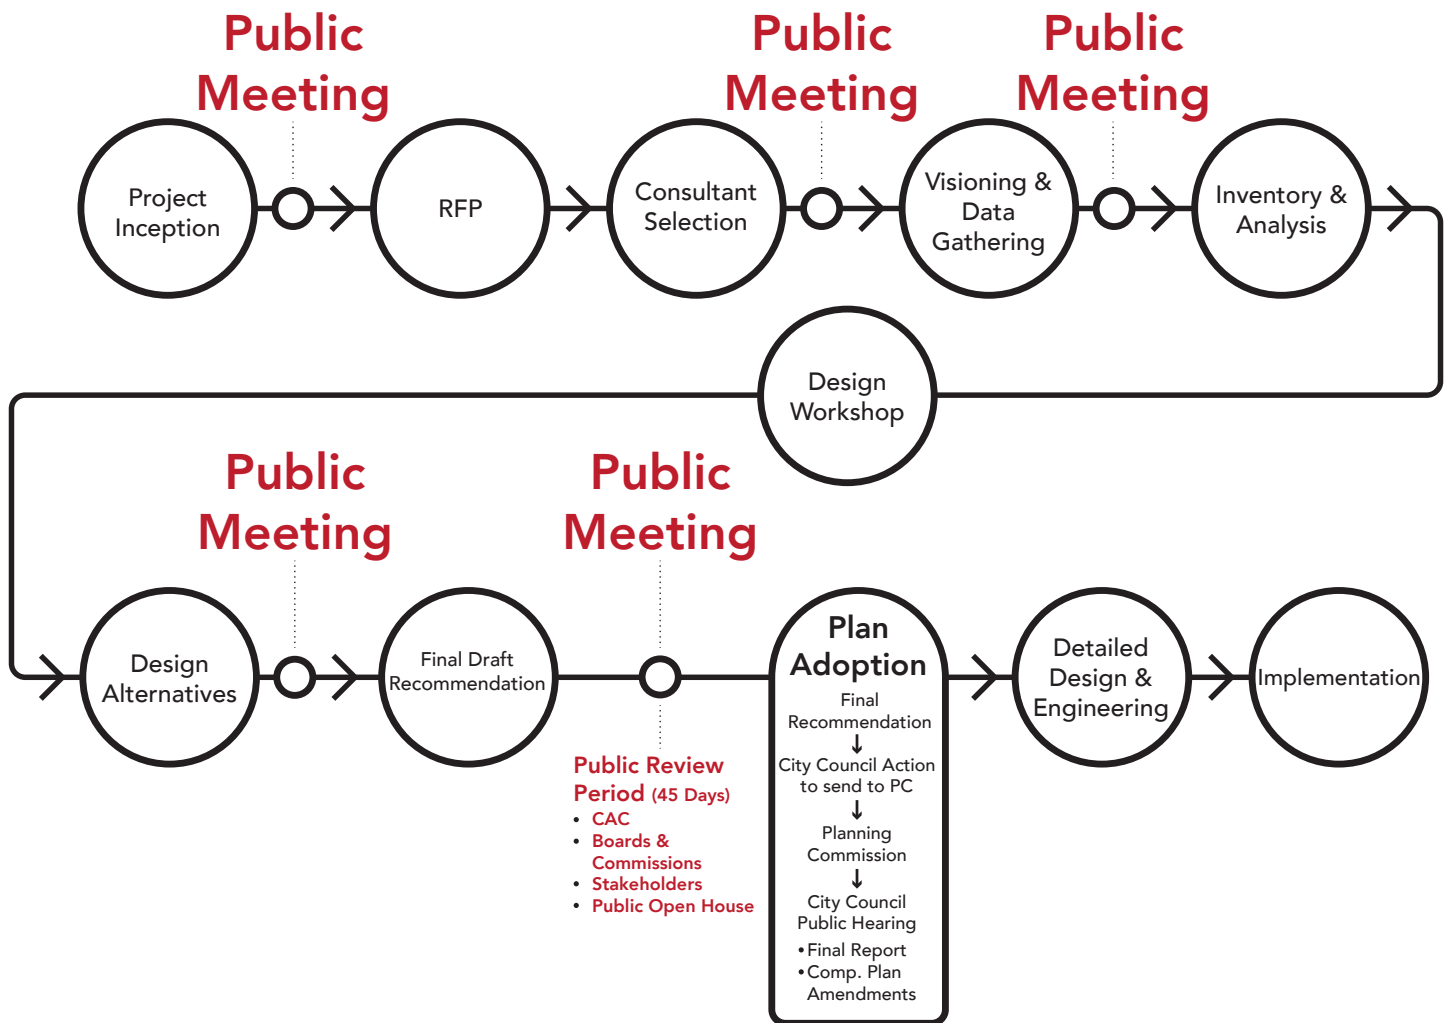 Public
Meeting
Public
Meeting
Public
Meeting
Project
Inception
RFP
Consultant
Selection
Visioning &
Data
Gathering
Inventory &
Analysis
Design
Workshop
Public
Meeting
Public
Meeting
Design
Alternatives
Final Draft
Recommendation
Public Review
Period (45 Days)
• CAC
• Boards &
Commissions
• Stakeholders
• Public Open House
Plan
Adoption
Final
Recommendation
↓
City Council Action
to send to PC
↓
Planning
Commission
↓
City Council
Public Hearing
• Final Report
• Comp. Plan
Amendments
Detailed
Design &
Engineering
Implementation